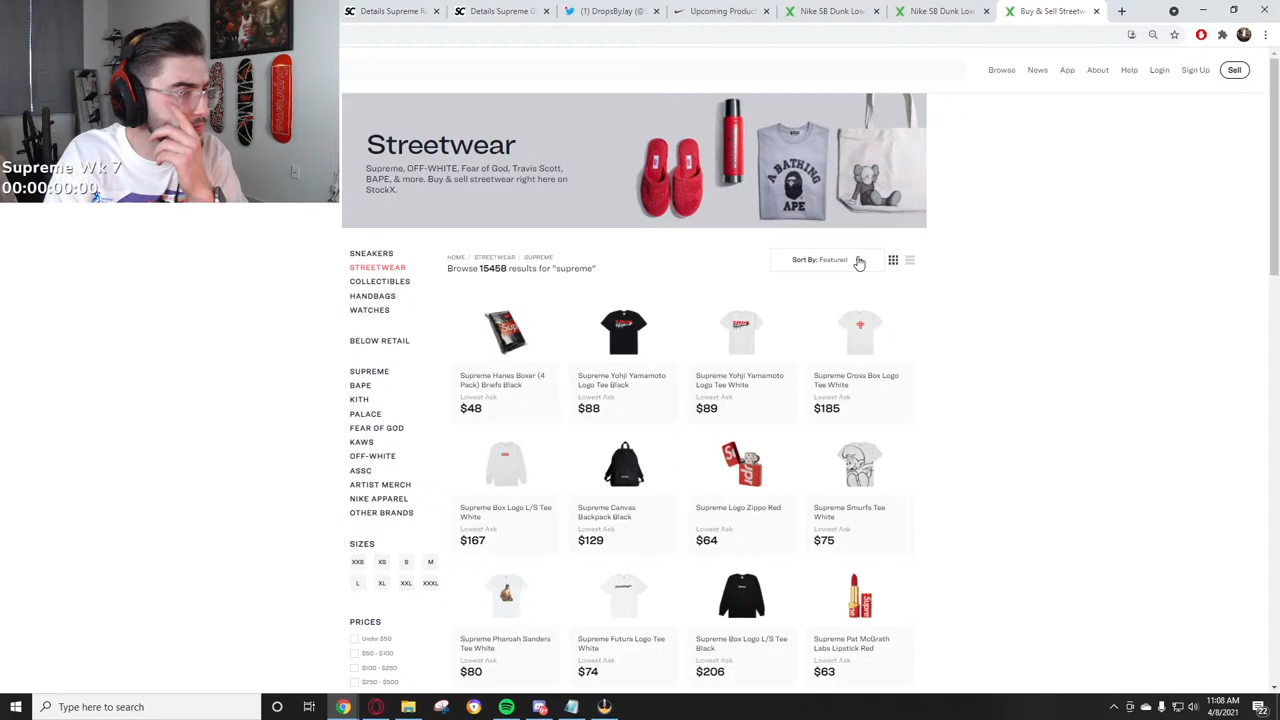 Details Supreme R
Details Supreme G
(1) DropsByJay (@
Upcoming Produc
Nike SB Dunk Low
Nike SB Dunk Low
Buy & Sell Streetw
Supreme Wk 7
00:00:00:00
Browse
News
App
About
Help
Login
Sign Up
Sell
Streetwear
Supreme, OFF-WHITE, Fear of God, Travis Scott,
BAPE, & more. Buy & sell streetwear right here on
StockX.
A BATHING
APE
SNEAKERS
STREETWEAR
COLLECTIBLES
HANDBAGS
WATCHES
BELOW RETAIL
SUPREME
BAPE
KITH
PALACE
FEAR OF GOD
KAWS
OFF-WHITE
ASSC
ARTIST MERCH
NIKE APPAREL
OTHER BRANDS
SIZES
XXS XS S M
L XL XXL XXXL
PRICES
Under $50
$50 - $100
$100 - $250
$250 - $500
HOME / STREETWEAR / SUPREME
Browse 15458 results for "supreme"
Sort By: Featured
Supreme Hanes Boxer (4
Pack) Briefs Black
Lowest Ask
$48
Supreme Yohji Yamamoto
Logo Tee Black
Lowest Ask
$88
Supreme Yohji Yamamoto
Logo Tee White
Lowest Ask
$89
Supreme Cross Box Logo
Tee White
Lowest Ask
$185
Supreme Box Logo L/S Tee
White
Lowest Ask
$167
Supreme Canvas
Backpack Black
Lowest Ask
$129
Supreme Logo Zippo Red
Lowest Ask
$64
Supreme Smurfs Tee
White
Lowest Ask
$75
Supreme Pharoah Sanders
Tee White
Lowest Ask
$80
Supreme Futura Logo Tee
White
Lowest Ask
$74
Supreme Box Logo L/S Tee
Black
Lowest Ask
$206
Supreme Pat McGrath
Labs Lipstick Red
Lowest Ask
$63
Type here to search
11:08 AM
4/8/2021